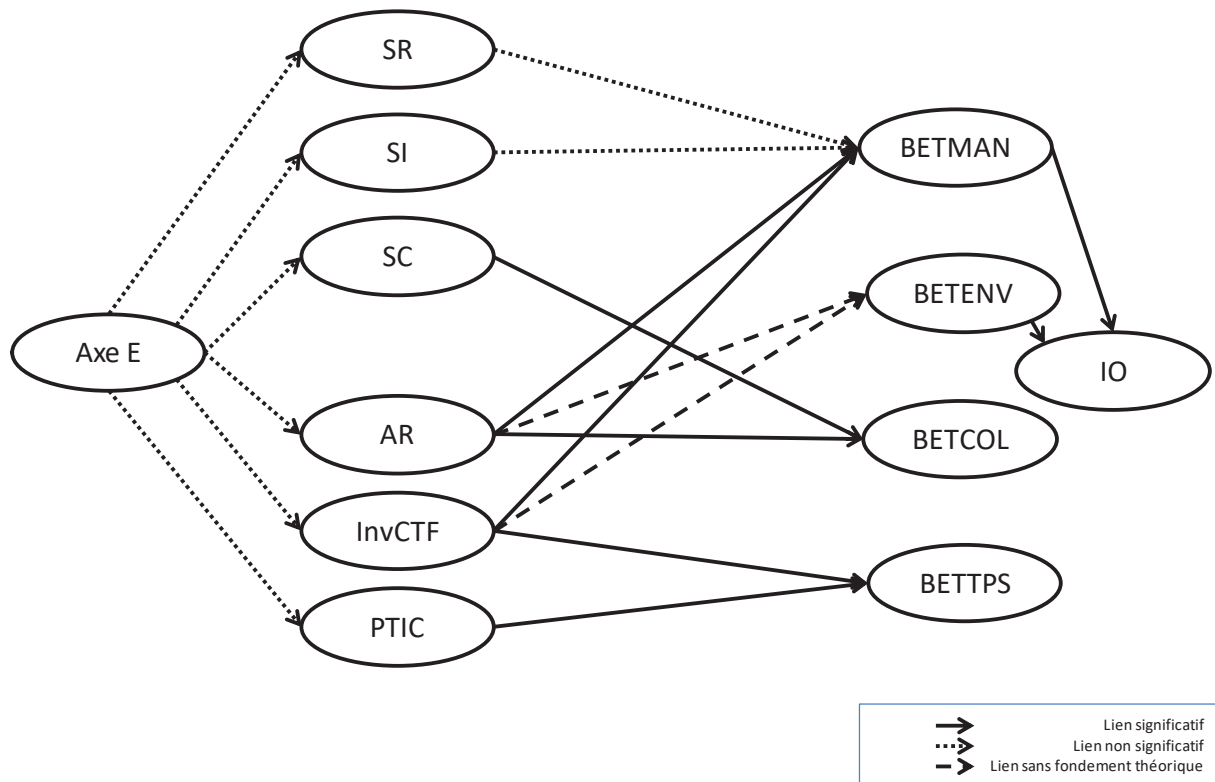 SR
SI
SC
Axe E
AR
InvCTF
PTIC
BETMAN
BETENV
IO
BETCOL
BETTPS
Lien significatif
Lien non significatif
Lien sans fondement théorique